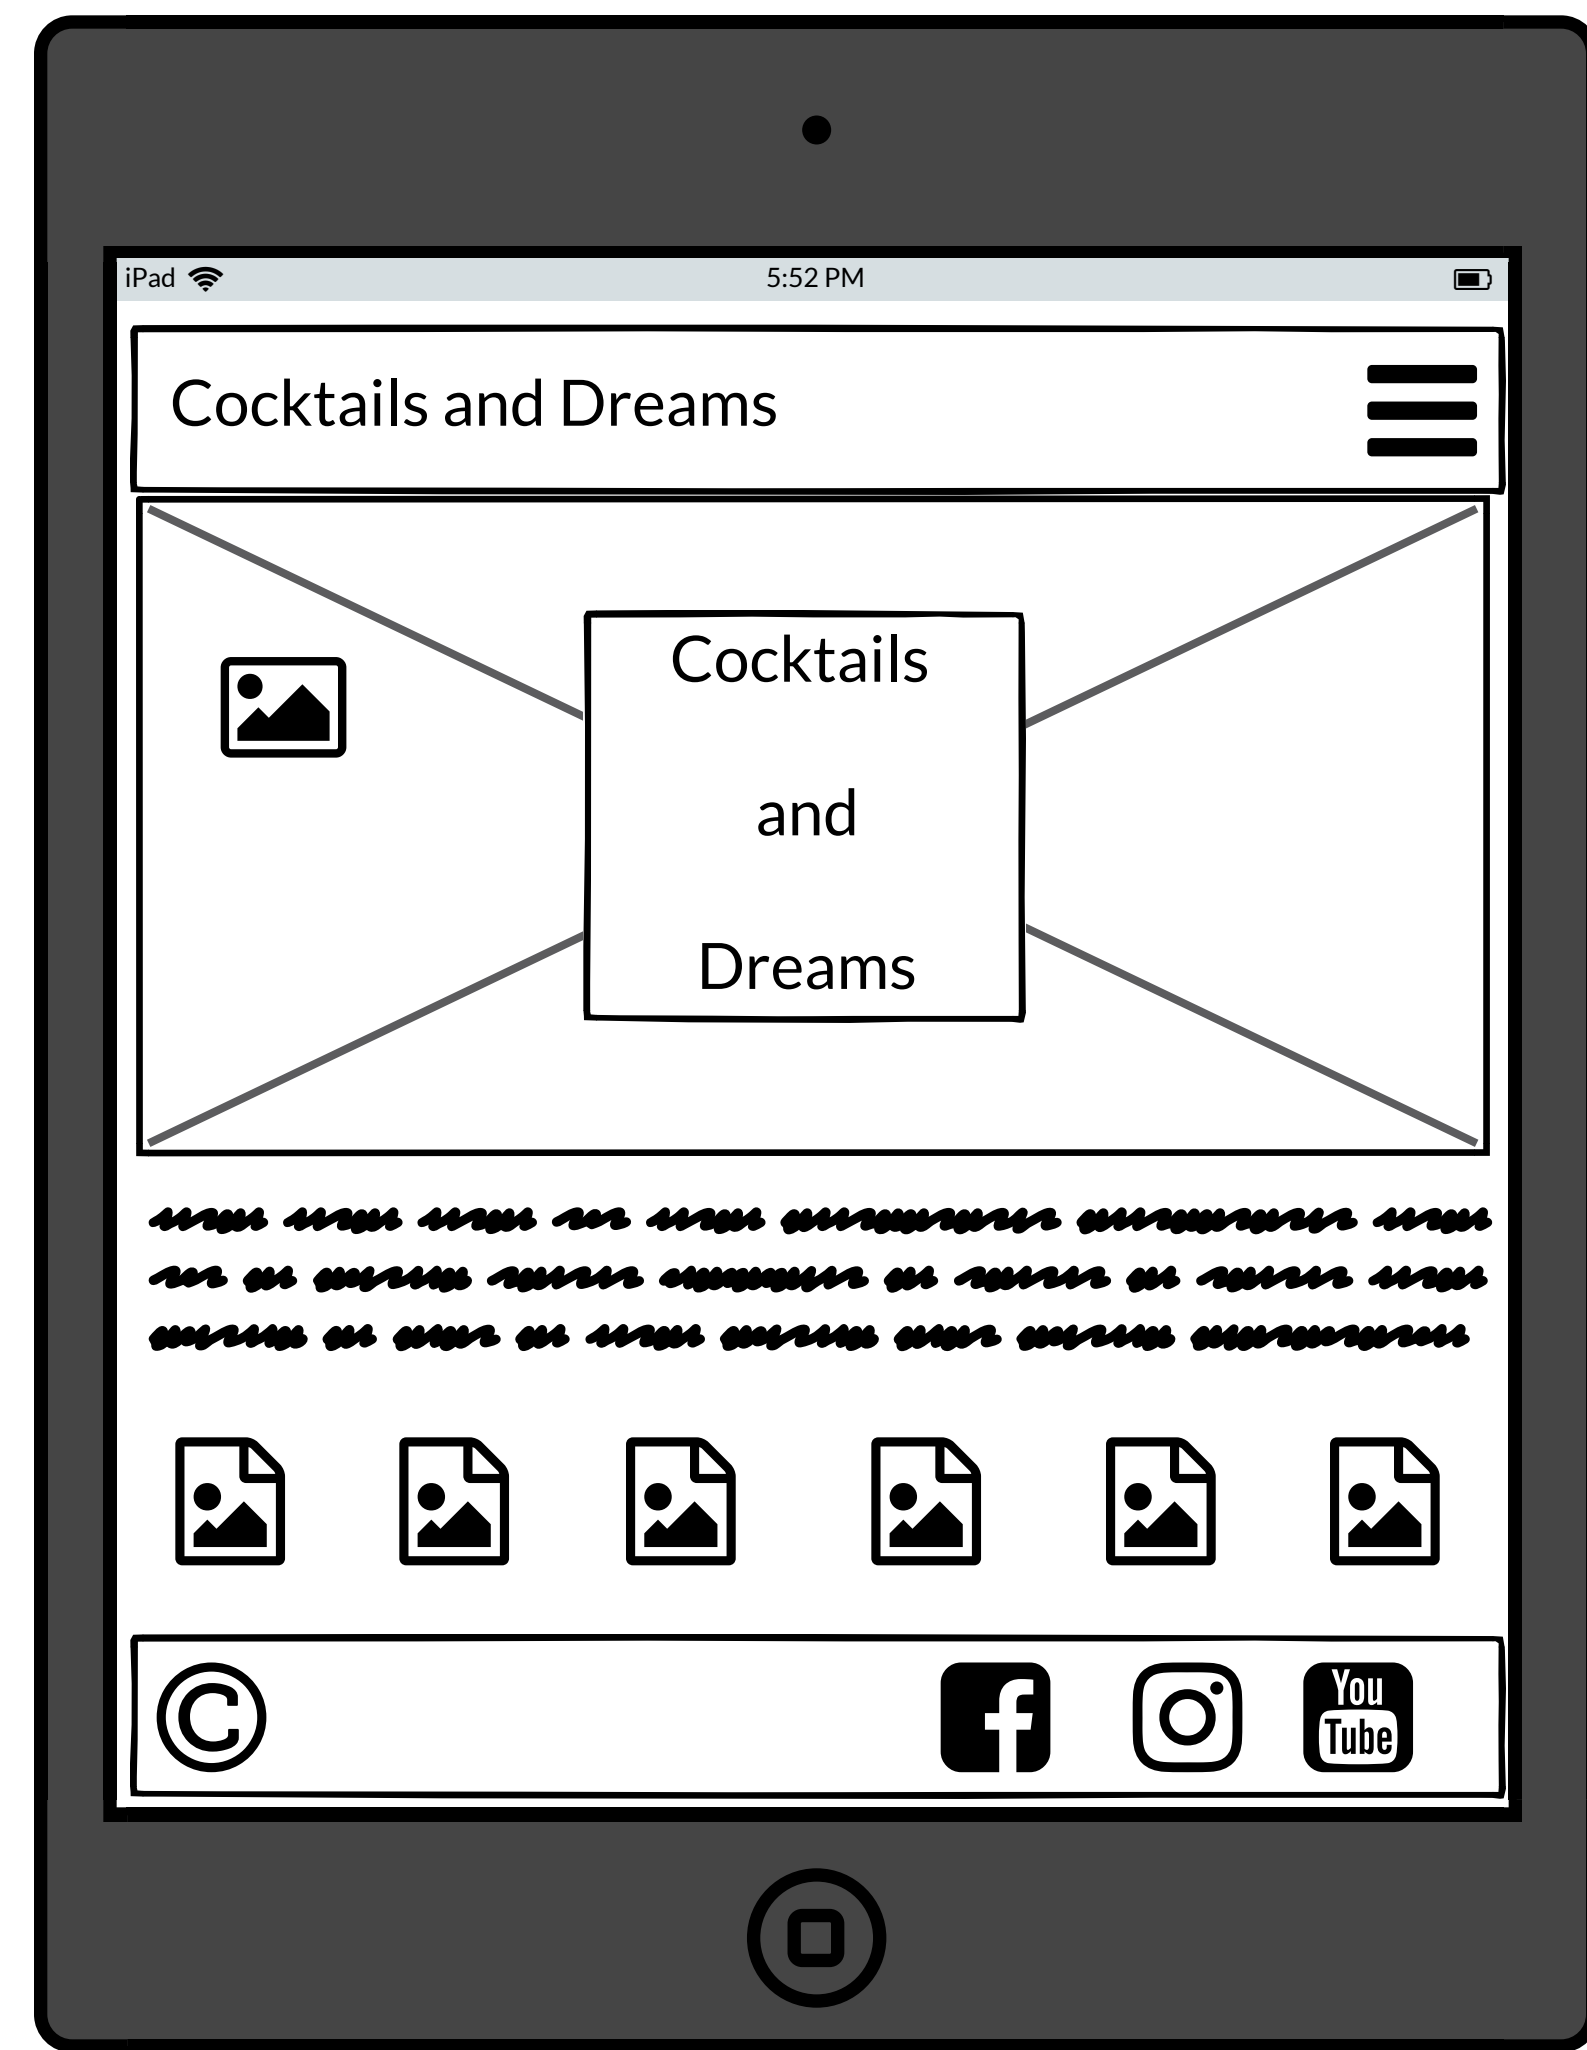 iPad
5:52 PM
Cocktails and Dreams
Cocktails
and
Dreams
©
You
Tube